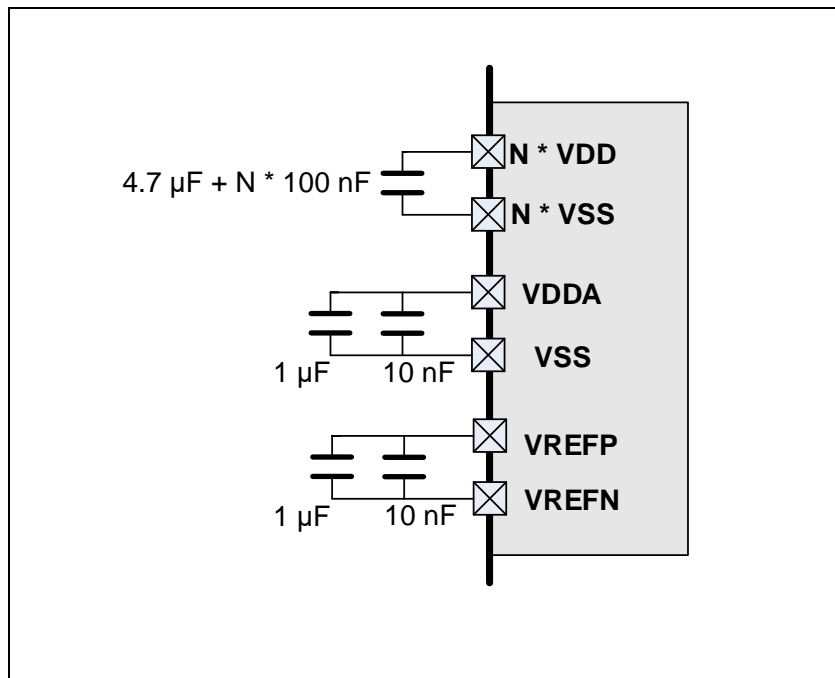 N * VDD
4.7 µF + N * 100 nF
N * VSS
VDDA
VSS
1 µF
10 nF
VREFP
VREFN
1 µF
10 nF